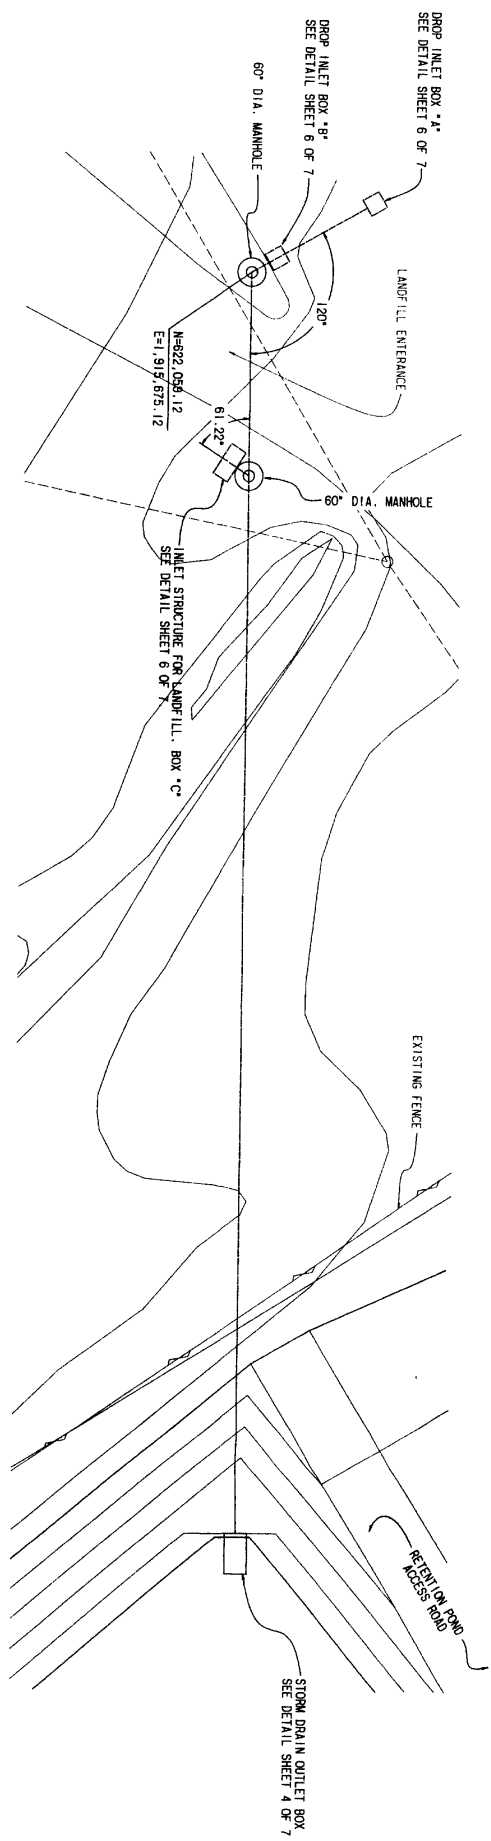 DROP INLET BOX "A"
SEE DETAIL SHEET 6 OF 7
DROP INLET BOX "B"
SEE DETAIL SHEET 6 OF 7
60" DIA. MANHOLE
LANDFILL ENTERANCE
120°
N=622,059.12
E=1,915,675.12
61.22°
60" DIA. MANHOLE
INLET STRUCTURE FOR LANDFILL. BOX "C"
SEE DETAIL SHEET 6 OF 7
EXISTING FENCE
RETENTION POND
ACCESS ROAD
STORM DRAIN OUTLET BOX
SEE DETAIL SHEET 4 OF 7